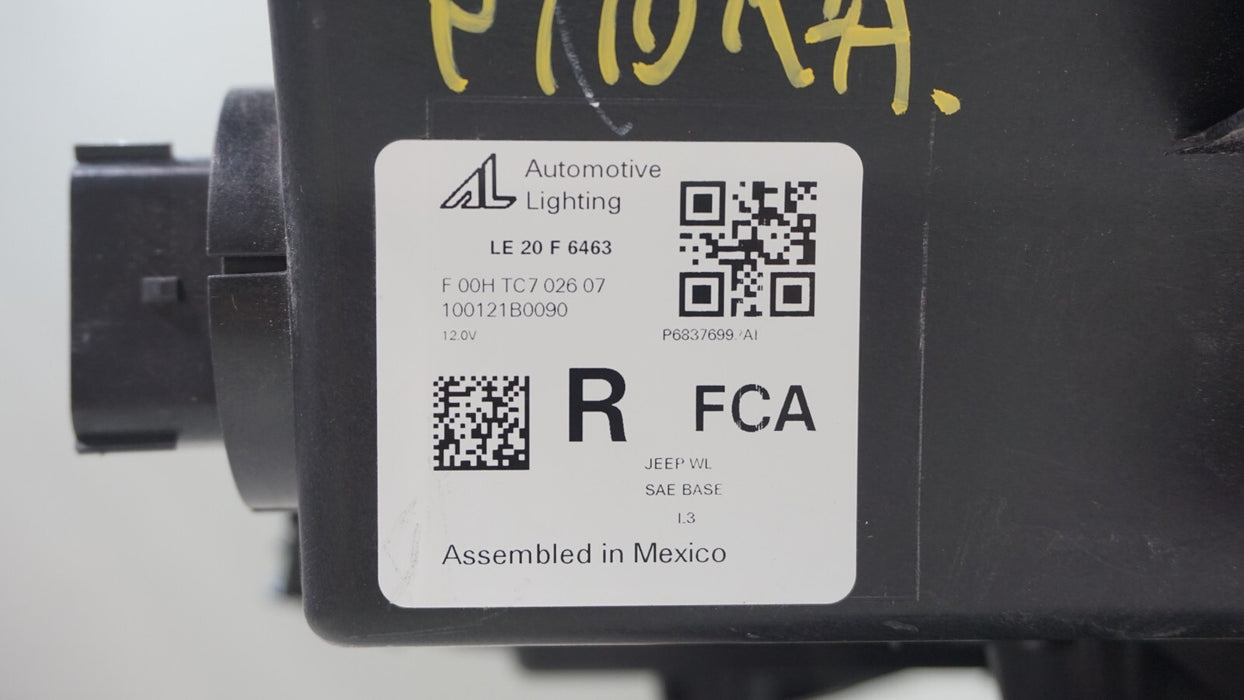 Automotive
Lighting
LE 20 F 6463
F 00H TC7 026 07
100121B0090
12.0V
R
FCA
JEEP WL
SAE BASE
L3
Assembled in Mexico